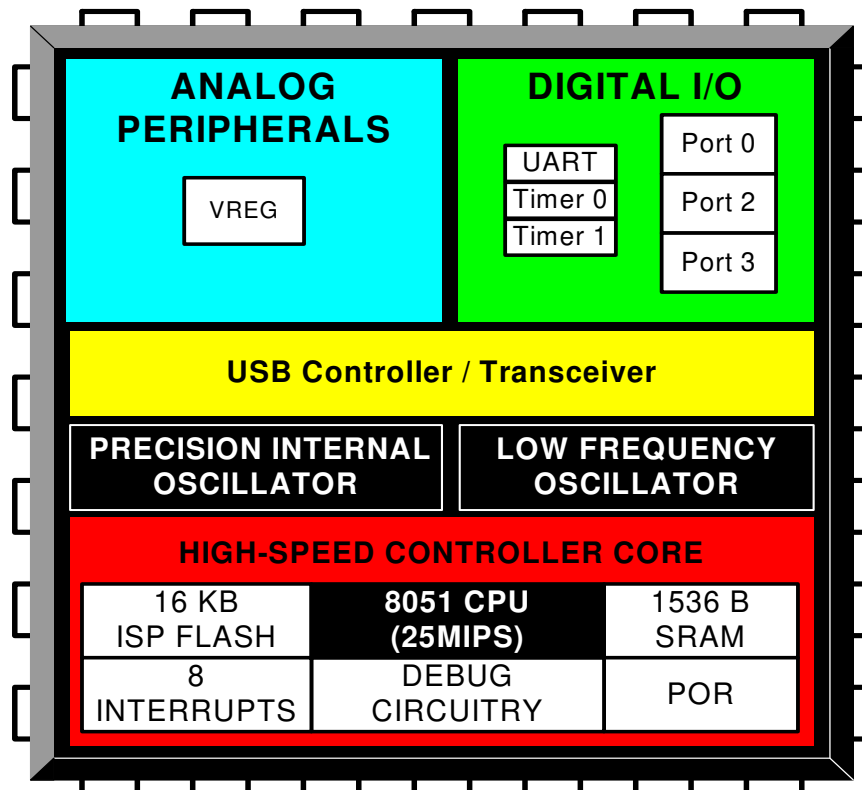 ANALOG
PERIPHERALS
VREG
DIGITAL I/O
UART
Timer 0
Timer 1
Port 0
Port 2
Port 3
USB Controller / Transceiver
PRECISION INTERNAL
OSCILLATOR
LOW FREQUENCY
OSCILLATOR
HIGH-SPEED CONTROLLER CORE
16 KB
ISP FLASH
8051 CPU
(25MIPS)
1536 B
SRAM
8
INTERRUPTS
DEBUG
CIRCUITRY
POR